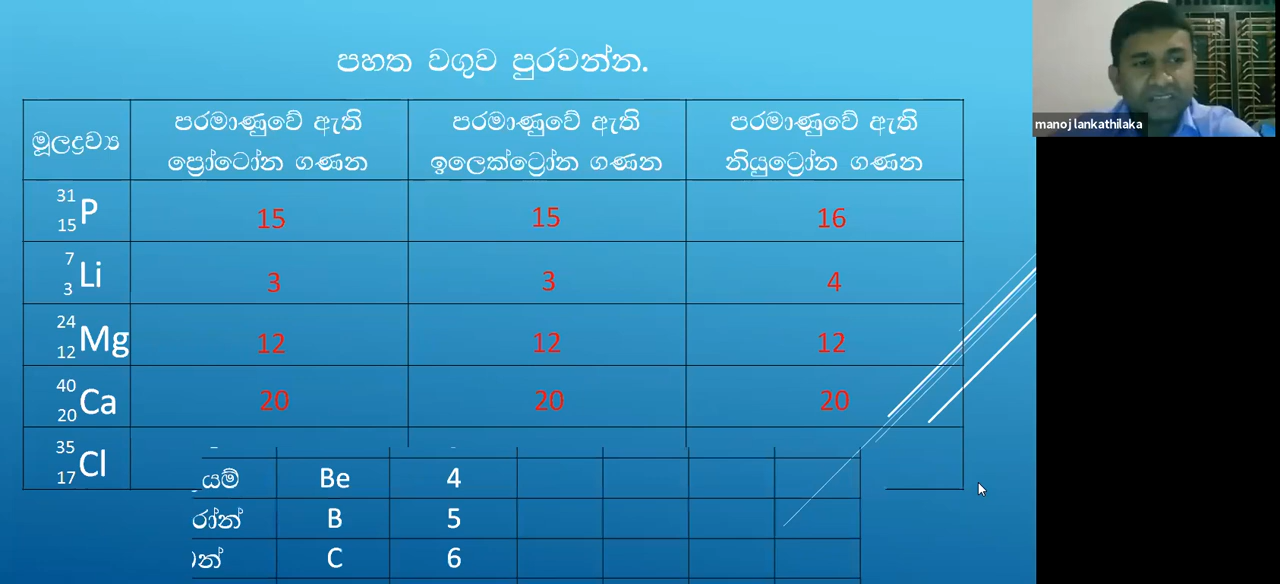 පහත වගුව පුරවන්න.
manoj lankathilaka
මූලද්‍රව්‍ය
පරමාණුවේ ඇති
ප්‍රෝටෝන ගණන
පරමාණුවේ ඇති
ඉලෙක්ට්‍රෝන ගණන
පරමාණුවේ ඇති
නියුට්‍රෝන ගණන
31
15 P 15 15 16
7
3 Li 3 3 4
24
12 Mg 12 12 12
40
20 Ca 20 20 20
35
17 Cl
Be 4
B 5
C 6